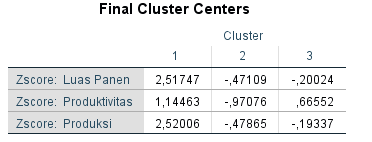 Final Cluster Centers
Cluster
1 2 3
Zscore: Luas Panen 2,51747 -,47109 -,20024
Zscore: Produktivitas 1,14463 -,97076 ,66552
Zscore: Produksi 2,52006 -,47865 -,19337